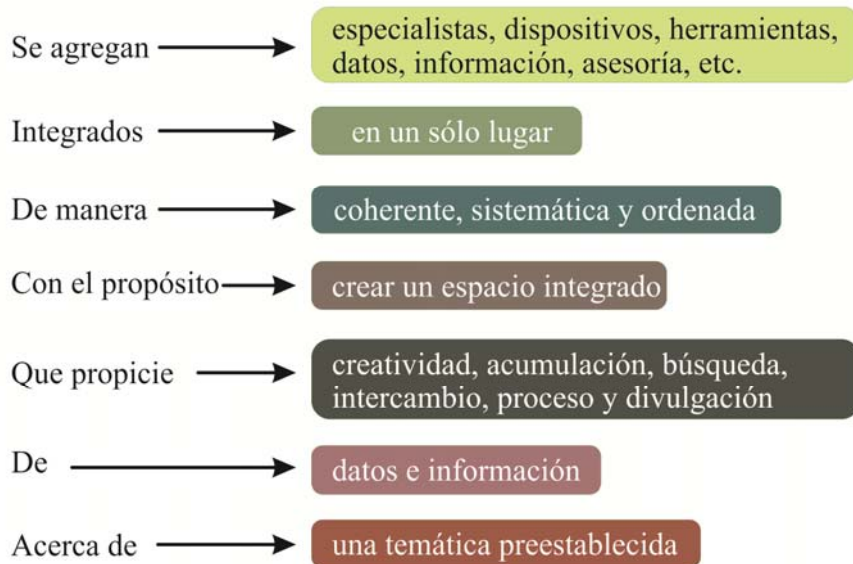 Se agregan
especialistas, dispositivos, herramientas,
datos, información, asesoría, etc.
Integrados
en un sólo lugar
De manera
coherente, sistemática y ordenada
Con el propósito
crear un espacio integrado
Que propicie
creatividad, acumulación, búsqueda,
intercambio, proceso y divulgación
De
datos e información
Acerca de
una temática preestablecida